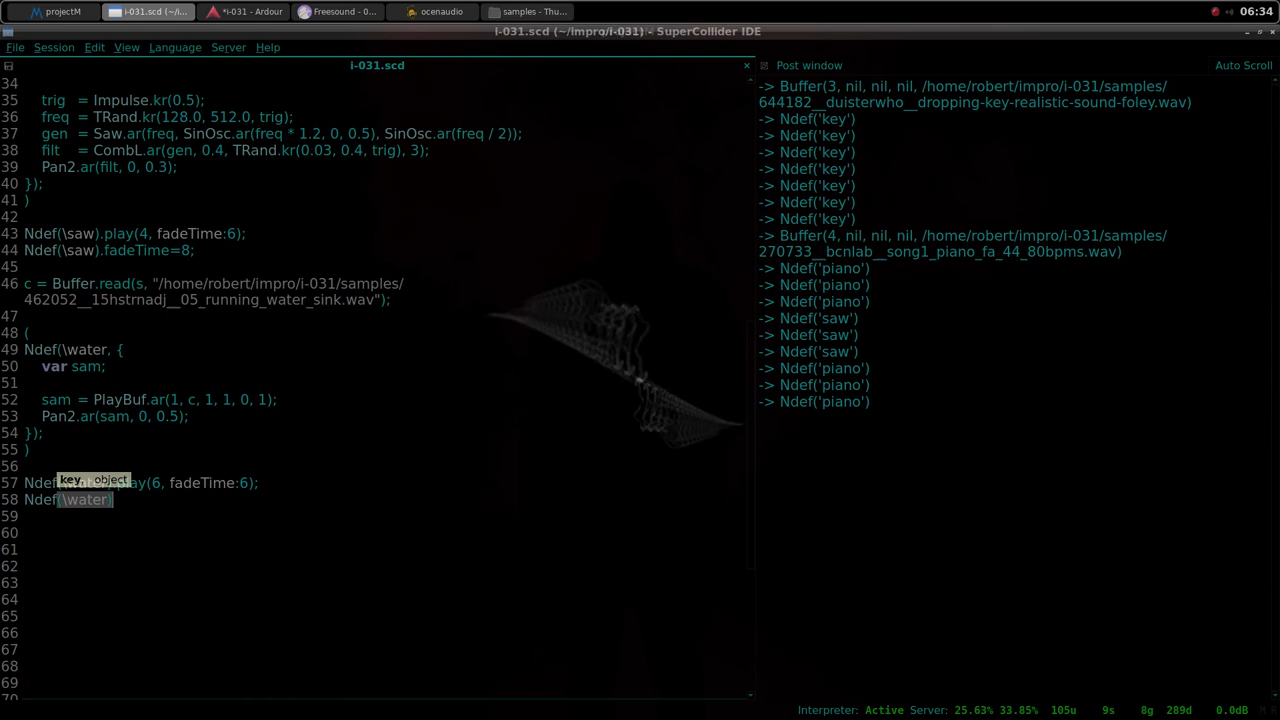 projectM
i-031.scd (~/i...
*i-031 - Ardour
Freesound - 0...
ocenaudio
samples - Thu...
06:34
i-031.scd (~/impro/i-031) - SuperCollider IDE
File Session Edit View Language Server Help
i-031.scd
34
35 trig = Impulse.kr(0.5);
36 freq = TRand.kr(128.0, 512.0, trig);
37 gen = Saw.ar(freq, SinOsc.ar(freq * 1.2, 0, 0.5), SinOsc.ar(freq / 2));
38 filt = CombL.ar(gen, 0.4, TRand.kr(0.03, 0.4, trig), 3);
39 Pan2.ar(filt, 0, 0.3);
40 });
41 )
42
43 Ndef(\saw).play(4, fadeTime:6);
44 Ndef(\saw).fadeTime=8;
45
46 c = Buffer.read(s, "/home/robert/impro/i-031/samples/
462052__15hstrnadj__05_running_water_sink.wav");
47
48 (
49 Ndef(\water, {
50 var sam;
51
52 sam = PlayBuf.ar(1, c, 1, 1, 0, 1);
53 Pan2.ar(sam, 0, 0.5);
54 });
55 )
56
key, object
57 Ndef(\water).play(6, fadeTime:6);
58 Ndef(\water)
59
60
61
62
63
64
65
66
67
68
69
70
Post window
Auto Scroll
-> Buffer(3, nil, nil, nil, /home/robert/impro/i-031/samples/
644182__duisterwho__dropping-key-realistic-sound-foley.wav)
-> Ndef('key')
-> Ndef('key')
-> Ndef('key')
-> Ndef('key')
-> Ndef('key')
-> Ndef('key')
-> Ndef('key')
-> Buffer(4, nil, nil, nil, /home/robert/impro/i-031/samples/
270733__bcnlab__song1_piano_fa_44_80bpms.wav)
-> Ndef('piano')
-> Ndef('piano')
-> Ndef('piano')
-> Ndef('saw')
-> Ndef('saw')
-> Ndef('saw')
-> Ndef('piano')
-> Ndef('piano')
-> Ndef('piano')
Interpreter: Active Server: 25.63% 33.85% 105u 9s 8g 289d 0.0dB